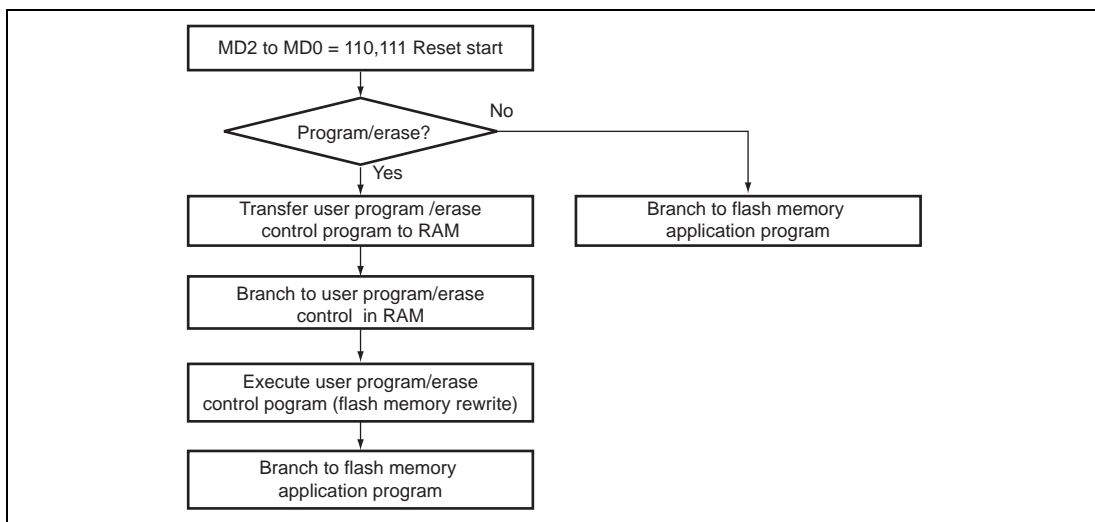 MD2 to MD0 = 110,111 Reset start
Program/erase?
No
Yes
Transfer user program /erase
control program to RAM
Branch to flash memory
application program
Branch to user program/erase
control in RAM
Execute user program/erase
control pogram (flash memory rewrite)
Branch to flash memory
application program